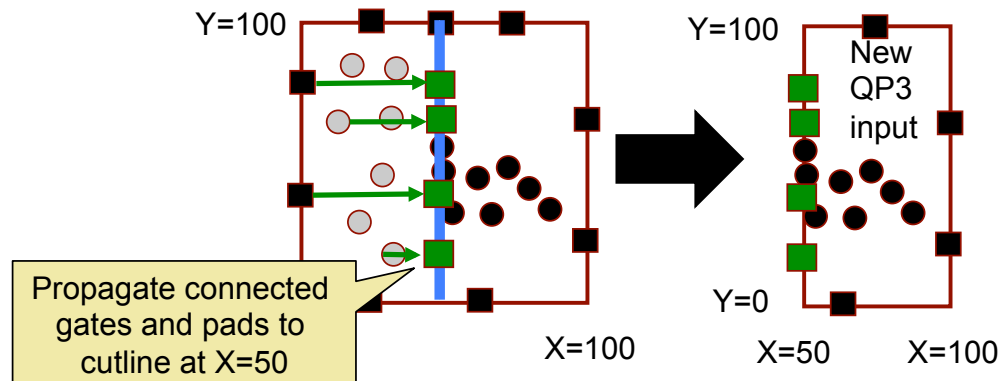 Y=100
Y=100
New
QP3
input
Propagate connected
gates and pads to
cutline at X=50
Y=0
X=100
X=50
X=100